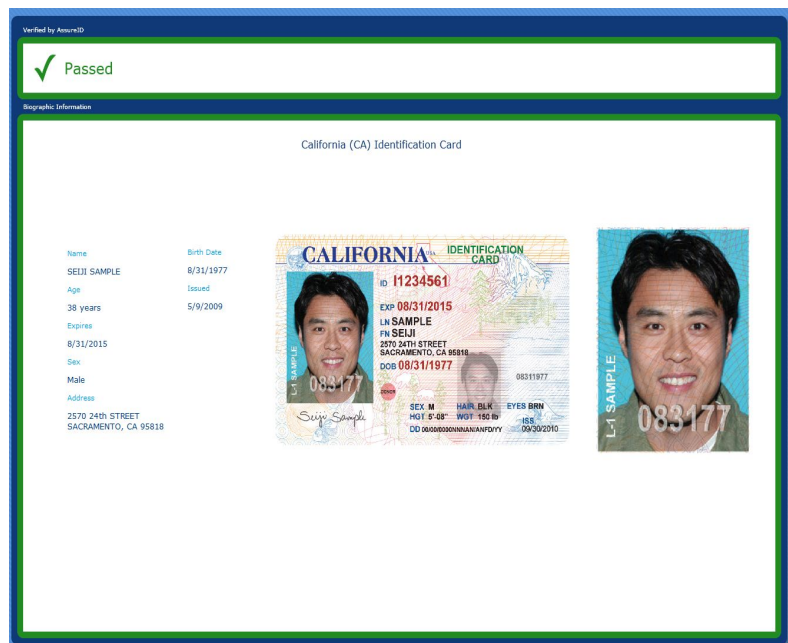 Verified by AssureID
Passed
Biographic Information
California (CA) Identification Card
Name
SEIJI SAMPLE
Birth Date
8/31/1977
Age
38 years
Issued
5/9/2009
Expires
8/31/2015
Sex
Male
Address
2570 24th STREET
SACRAMENTO, CA 95818
CALIFORNIA USA IDENTIFICATION CARD
ID I1234561
EXP 08/31/2015
LN SAMPLE
FN SEIJI
2570 24TH STREET
SACRAMENTO, CA 95818
DOB 08/31/1977
08311977
L-1 SAMPLE
083177
DONOR
Seiji Sample
SEX M HAIR BLK EYES BRN
HGT 5'-08" WGT 150 lb ISS
DD 00/00/0000NNNAN/ANFD/YY 09/30/2010
L-1 SAMPLE
083177